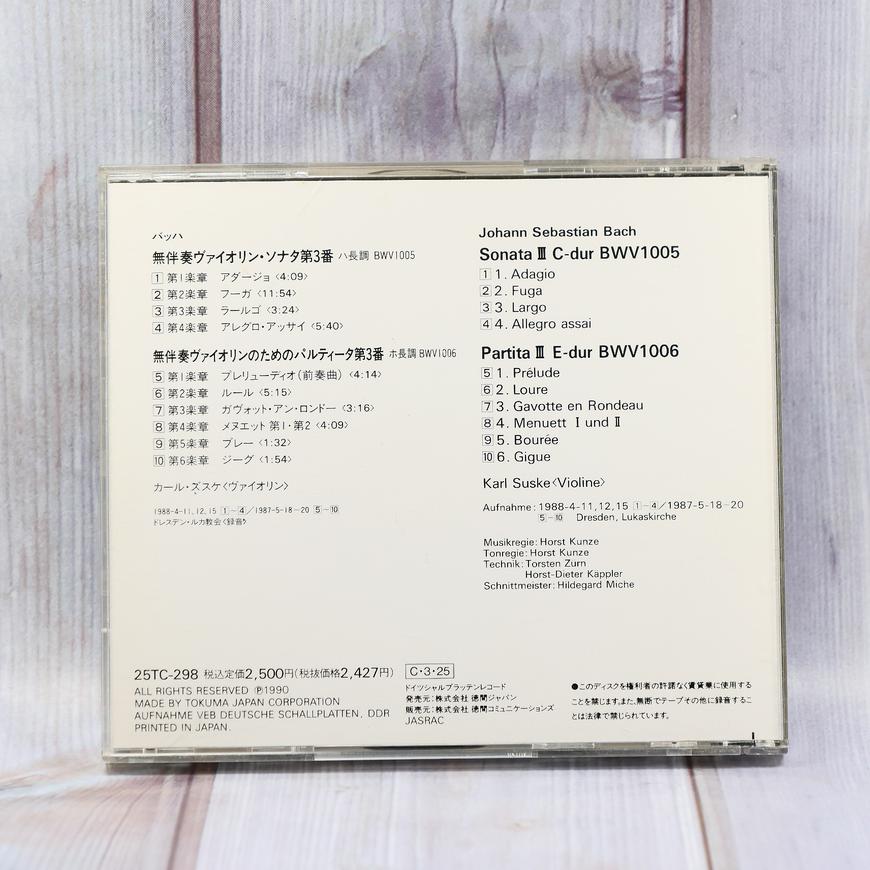 バッハ
無伴奏ヴァイオリン・ソナタ第3番 ハ長調 BWV1005
1 第1楽章 アダージョ〈4:09〉
2 第2楽章 フーガ〈11:54〉
3 第3楽章 ラールゴ〈3:24〉
4 第4楽章 アレグロ・アッサイ〈5:40〉
無伴奏ヴァイオリンのためのパルティータ第3番 ホ長調 BWV1006
5 第1楽章 プレリューディオ(前奏曲)〈4:14〉
6 第2楽章 ルール〈5:15〉
7 第3楽章 ガヴォット・アン・ロンドー〈3:16〉
8 第4楽章 メヌエット 第1・第2〈4:09〉
9 第5楽章 ブレー〈1:32〉
10 第6楽章 ジーグ〈1:54〉
カール・ズスケ〈ヴァイオリン〉
1988-4-11, 12, 15 1-4/1987-5-18-20 5-10
ドレスデン・ルカ教会〈録音〉
Johann Sebastian Bach
Sonata Ⅲ C-dur BWV1005
1 1. Adagio
2 2. Fuga
3 3. Largo
4 4. Allegro assai
Partita Ⅲ E-dur BWV1006
5 1. Prélude
6 2. Loure
7 3. Gavotte en Rondeau
8 4. Menuett Ⅰ und Ⅱ
9 5. Bourée
10 6. Gigue
Karl Suske〈Violine〉
Aufnahme: 1988-4-11, 12, 15 1-4/1987-5-18-20
5-10 Dresden, Lukaskirche
Musikregie: Horst Kunze
Tonregie: Horst Kunze
Technik: Torsten Zurn
Horst-Dieter Käppler
Schnittmeister: Hildegard Miche
25TC-298 税込定価2,500円(税抜価格2,427円)
ALL RIGHTS RESERVED Ⓟ1990
MADE BY TOKUMA JAPAN CORPORATION
AUFNAHME VEB DEUTSCHE SCHALLPLATTEN, DDR
PRINTED IN JAPAN.
C・3・25
ドイツシャルプラッテンレコード
発売元:株式会社 徳間ジャパン
販売元:株式会社 徳間コミュニケーションズ
JASRAC
●このディスクを権利者の許諾なく賃貸業に使用する
ことを禁じます。また、無断でテープその他に録音するこ
とは法律で禁じられています。